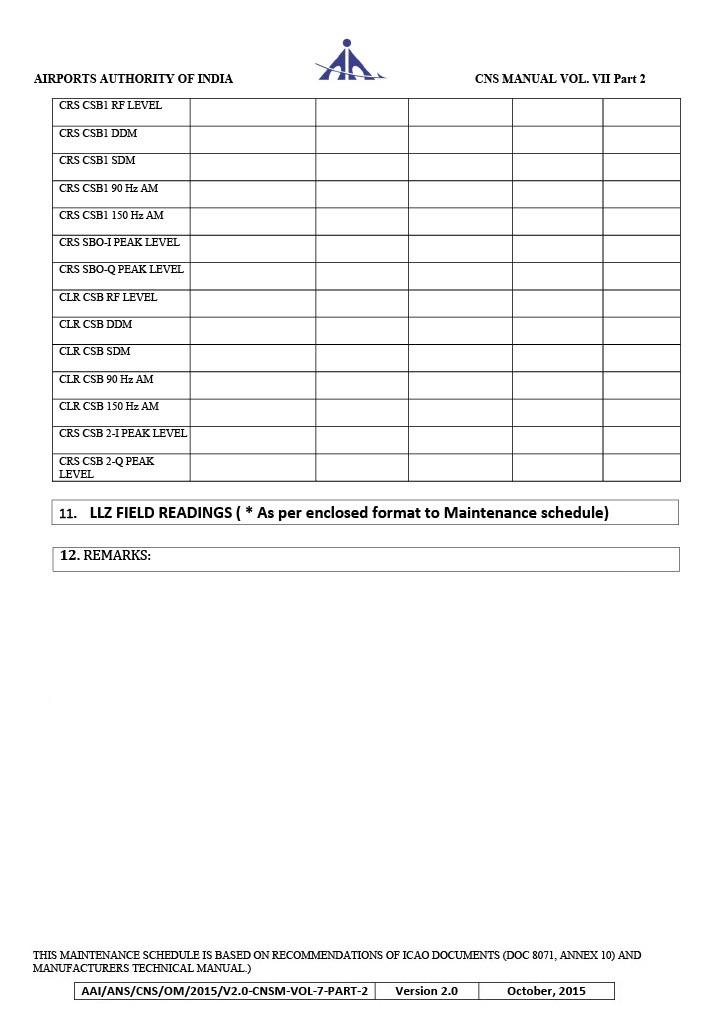 AIRPORTS AUTHORITY OF INDIA CNS MANUAL VOL. VII Part 2
CRS CSB1 RF LEVEL
CRS CSB1 DDM
CRS CSB1 SDM
CRS CSB1 90 Hz AM
CRS CSB1 150 Hz AM
CRS SBO-I PEAK LEVEL
CRS SBO-Q PEAK LEVEL
CLR CSB RF LEVEL
CLR CSB DDM
CLR CSB SDM
CLR CSB 90 Hz AM
CLR CSB 150 Hz AM
CRS CSB 2-I PEAK LEVEL
CRS CSB 2-Q PEAK
LEVEL
11. LLZ FIELD READINGS ( * As per enclosed format to Maintenance schedule)
12. REMARKS:
THIS MAINTENANCE SCHEDULE IS BASED ON RECOMMENDATIONS OF ICAO DOCUMENTS (DOC 8071, ANNEX 10) AND
MANUFACTURERS TECHNICAL MANUAL.)
AAI/ANS/CNS/OM/2015/V2.0-CNSM-VOL-7-PART-2 Version 2.0 October, 2015